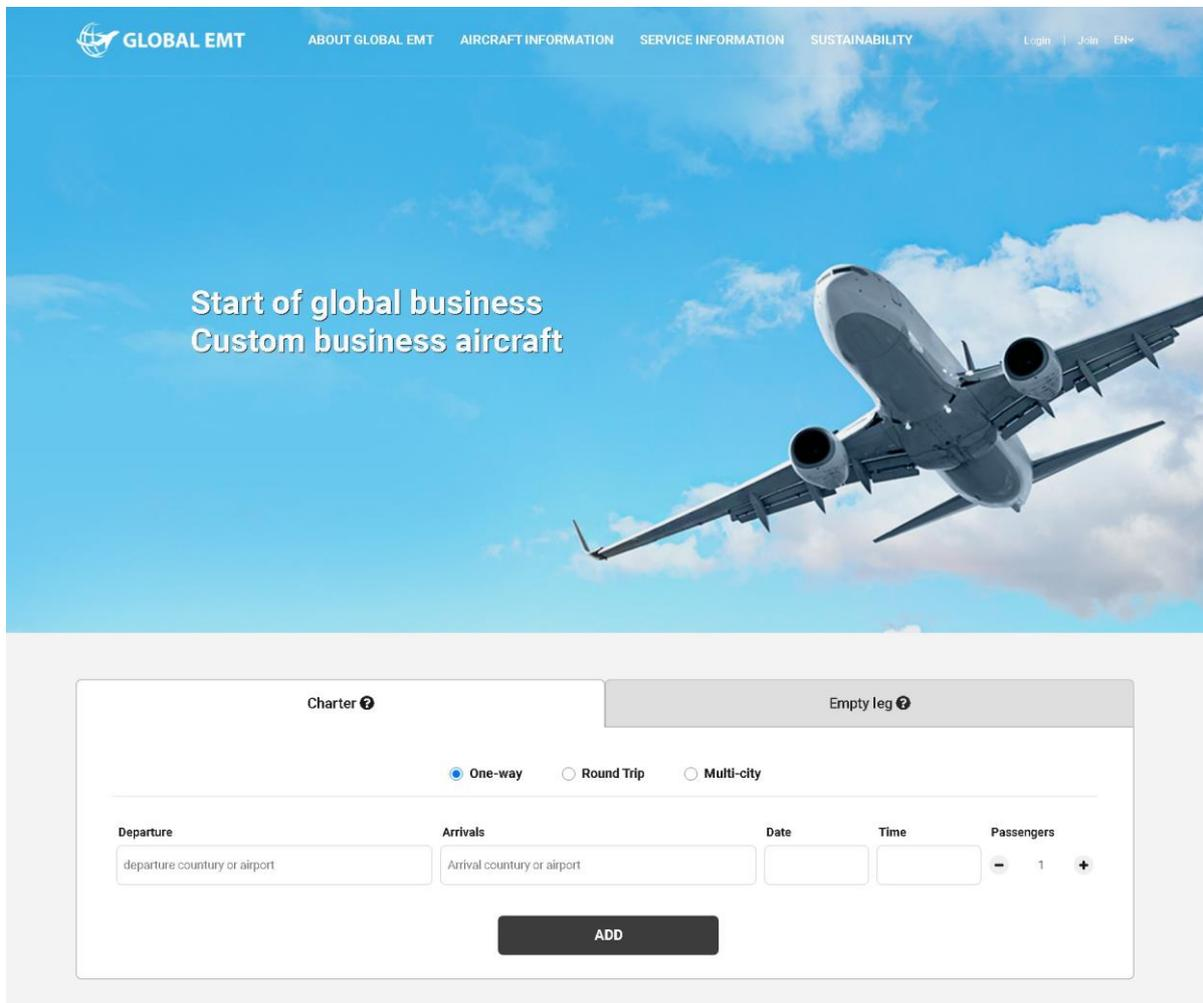 GLOBAL EMT
ABOUT GLOBAL EMT AIRCRAFT INFORMATION SERVICE INFORMATION SUSTAINABILITY
Login | Join EN
Start of global business
Custom business aircraft
Charter ? Empty leg ?
One-way Round Trip Multi-city
Departure Arrivals Date Time Passengers
departure countury or airport Arrival countury or airport - 1 +
ADD